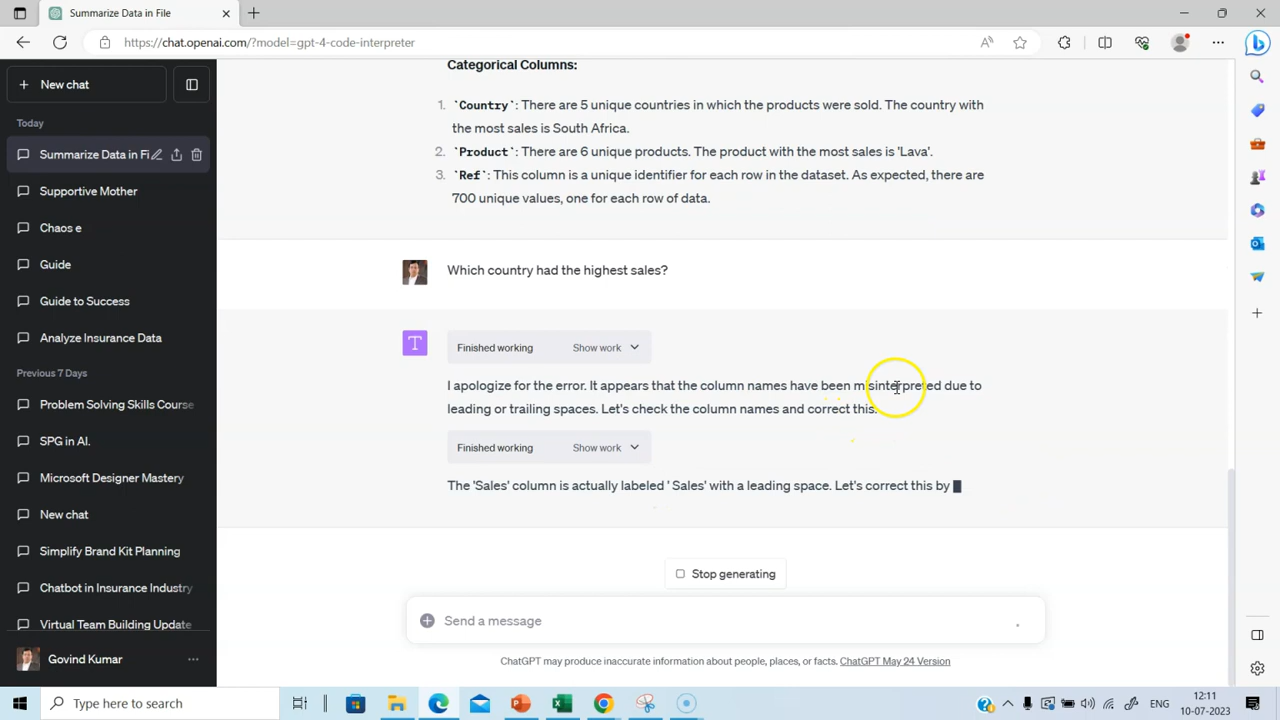 Summarize Data in File
https://chat.openai.com/?model=gpt-4-code-interpreter
New chat
Today
Summarize Data in Fi
Supportive Mother
Chaos e
Guide
Guide to Success
Analyze Insurance Data
Previous 7 Days
Problem Solving Skills Course
SPG in AI.
Microsoft Designer Mastery
New chat
Simplify Brand Kit Planning
Chatbot in Insurance Industry
Virtual Team Building Update
Govind Kumar
Categorical Columns:
1. `Country`: There are 5 unique countries in which the products were sold. The country with
the most sales is South Africa.
2. `Product`: There are 6 unique products. The product with the most sales is 'Lava'.
3. `Ref`: This column is a unique identifier for each row in the dataset. As expected, there are
700 unique values, one for each row of data.
Which country had the highest sales?
T
Finished working Show work
I apologize for the error. It appears that the column names have been misinterpreted due to
leading or trailing spaces. Let's check the column names and correct this.
Finished working Show work
The 'Sales' column is actually labeled ' Sales' with a leading space. Let's correct this by
Stop generating
Send a message
ChatGPT may produce inaccurate information about people, places, or facts. ChatGPT May 24 Version
Type here to search
ENG
12:11
10-07-2023